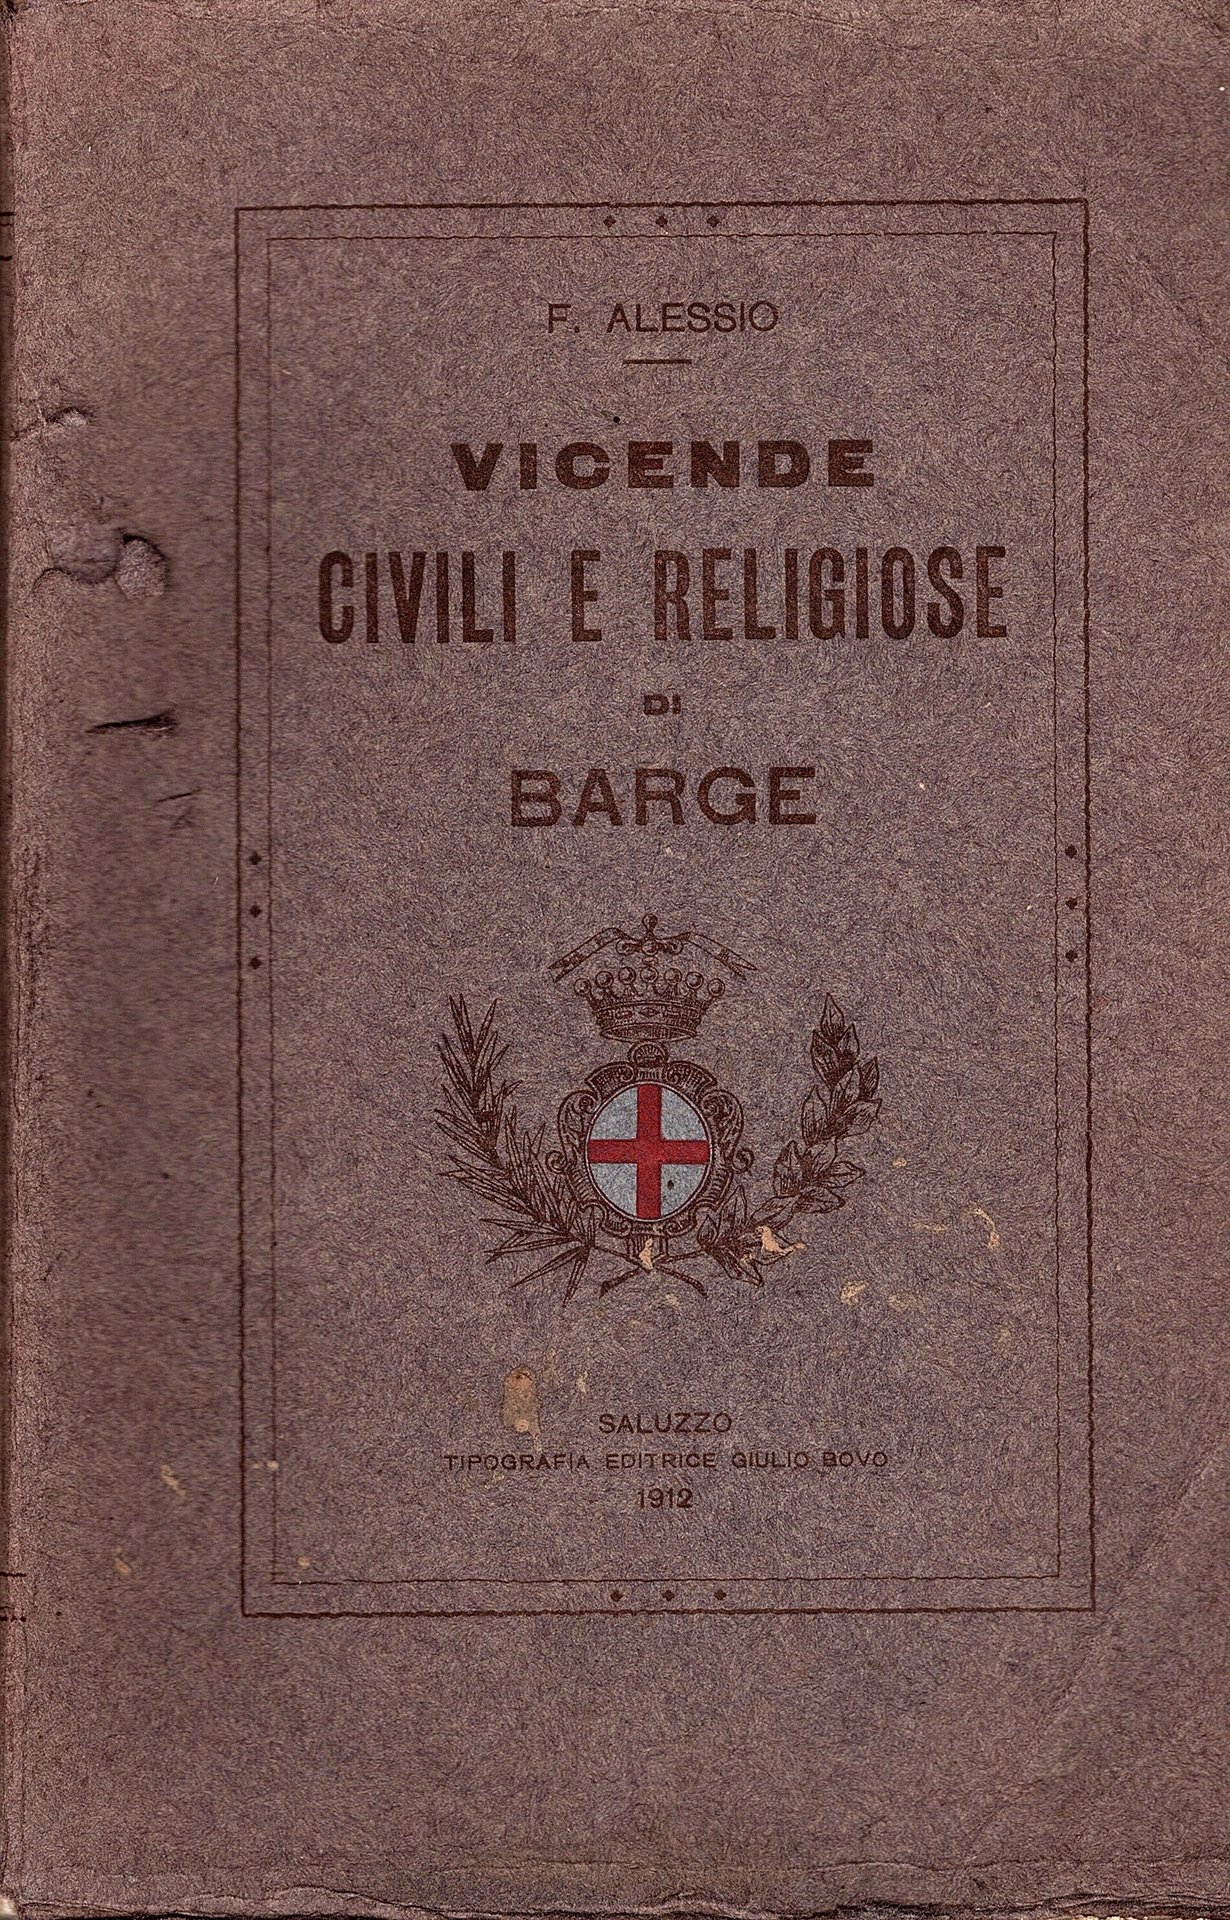 F. ALESSIO
VICENDE
CIVILI E RELIGIOSE
DI
BARGE
SALUZZO
TIPOGRAFIA EDITRICE GIULIO BOVO
1912